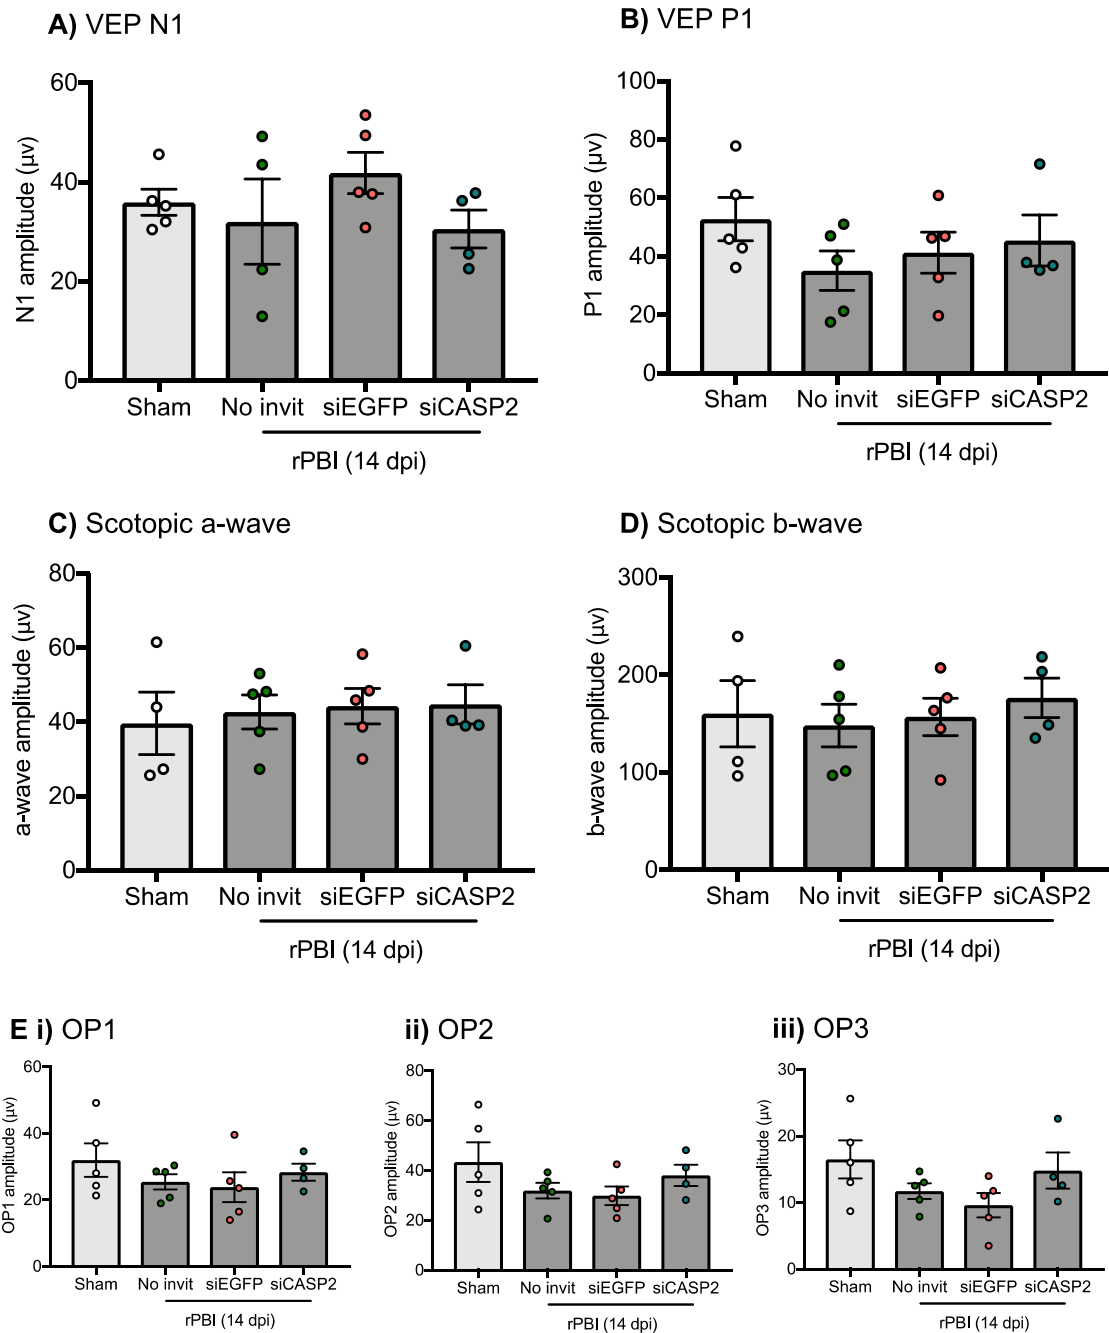 A) VEP N1
N1 amplitude (μv)
60
40
20
0
Sham No invit siEGFP siCASP2
rPBI (14 dpi)
B) VEP P1
P1 amplitude (μv)
100
80
60
40
20
0
Sham No invit siEGFP siCASP2
rPBI (14 dpi)
C) Scotopic a-wave
a-wave amplitude (μv)
80
60
40
20
0
Sham No invit siEGFP siCASP2
rPBI (14 dpi)
D) Scotopic b-wave
b-wave amplitude (μv)
300
200
100
0
Sham No invit siEGFP siCASP2
rPBI (14 dpi)
E i) OP1
OP1 amplitude (μv)
60
40
20
0
Sham No invit siEGFP siCASP2
rPBI (14 dpi)
ii) OP2
OP2 amplitude (μv)
80
60
40
20
0
Sham No invit siEGFP siCASP2
rPBI (14 dpi)
iii) OP3
OP3 amplitude (μv)
30
20
10
0
Sham No invit siEGFP siCASP2
rPBI (14 dpi)